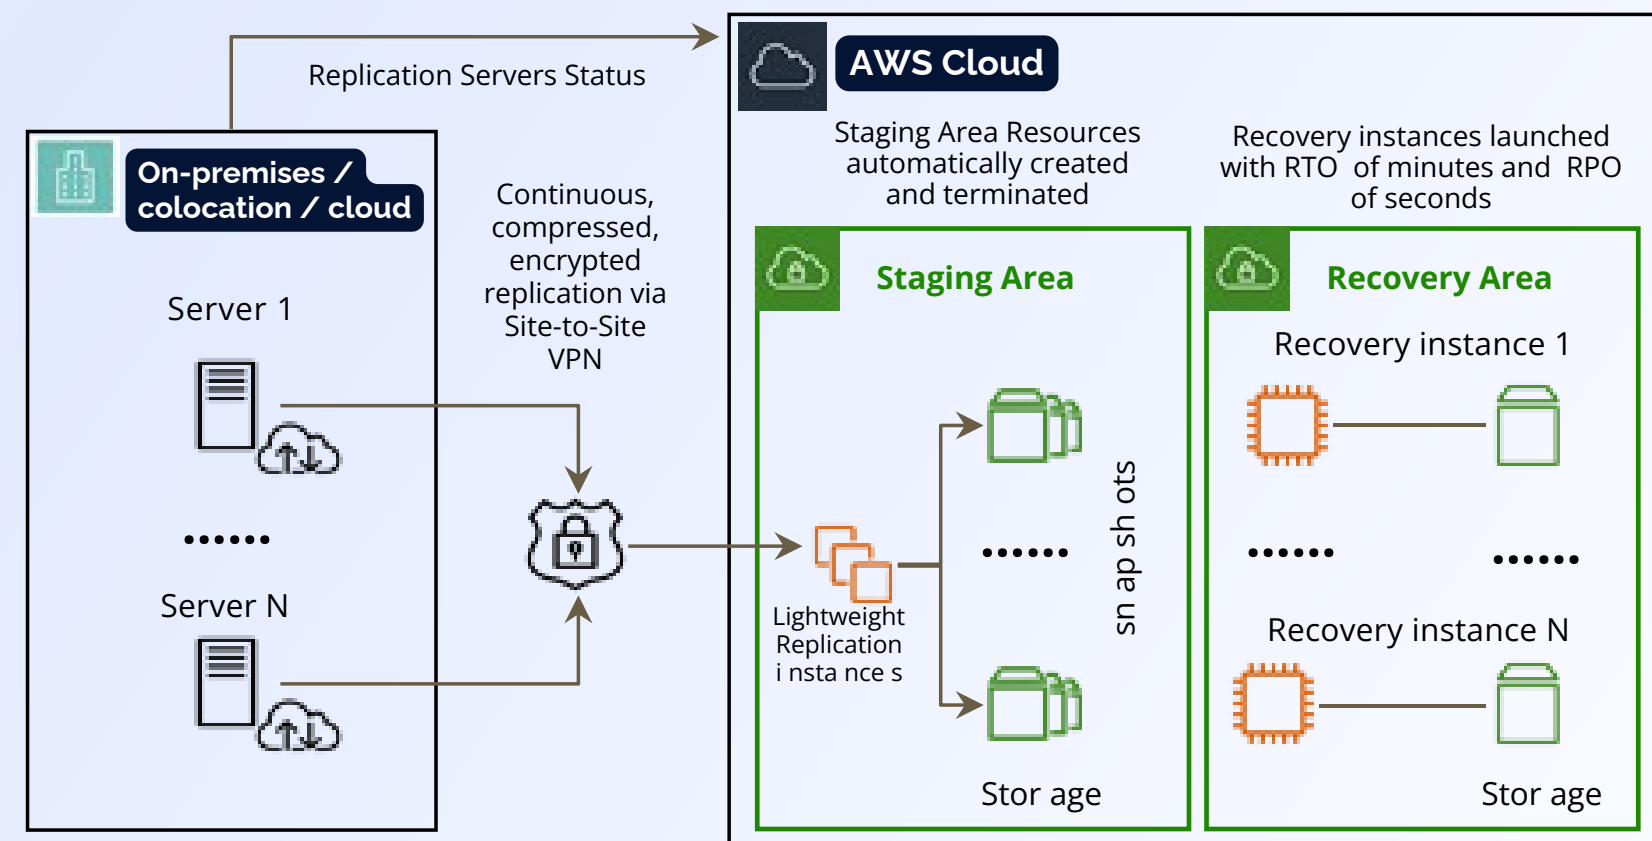 Replication Servers Status
AWS Cloud
On-premises /
colocation / cloud
Server 1
......
Server N
Continuous,
compressed,
encrypted
replication via
Site-to-Site
VPN
Staging Area Resources
automatically created
and terminated
Staging Area
Lightweight
Replication
i nsta nce s
......
sn ap sh ots
Stor age
Recovery instances launched
with RTO  of minutes and  RPO
of seconds
Recovery Area
Recovery instance 1
...... ......
Recovery instance N
Stor age